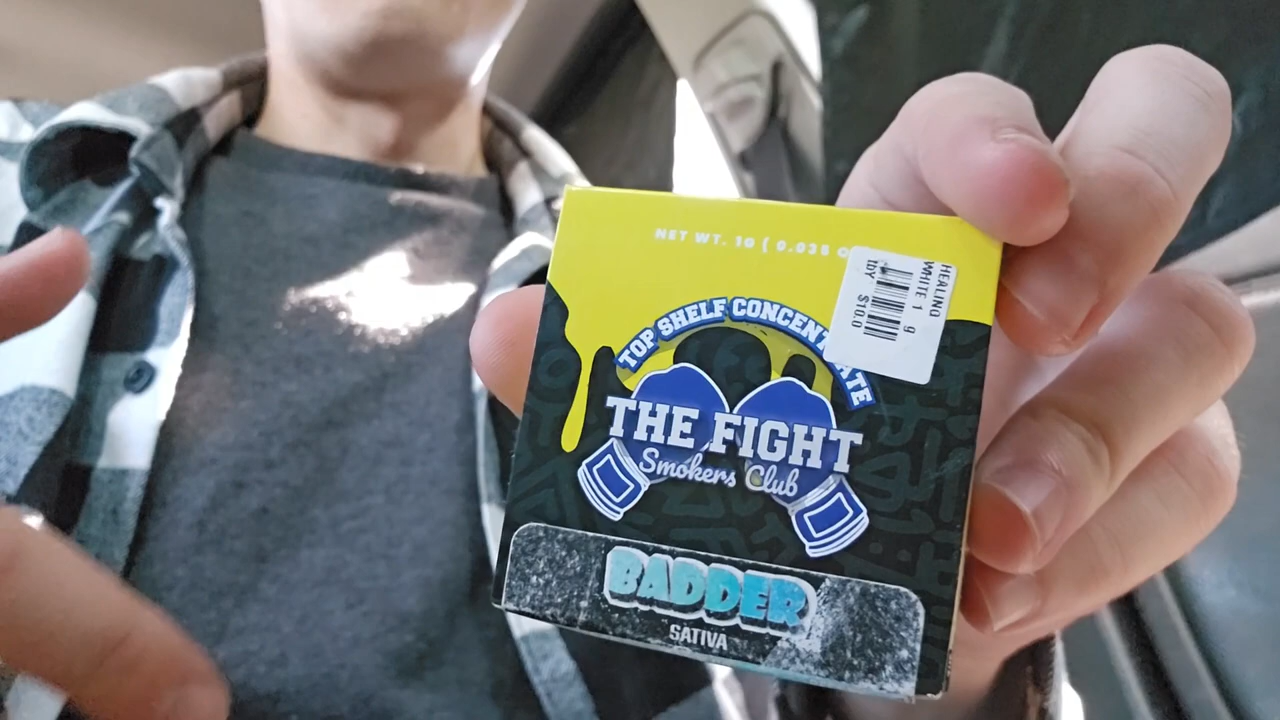 NET WT. 1G ( 0.035 O
HEALING
WHITE 1 9
1DY $10.0
TOP SHELF CONCENTRATE
THE FIGHT
Smokers Club
BADDER
SATIVA